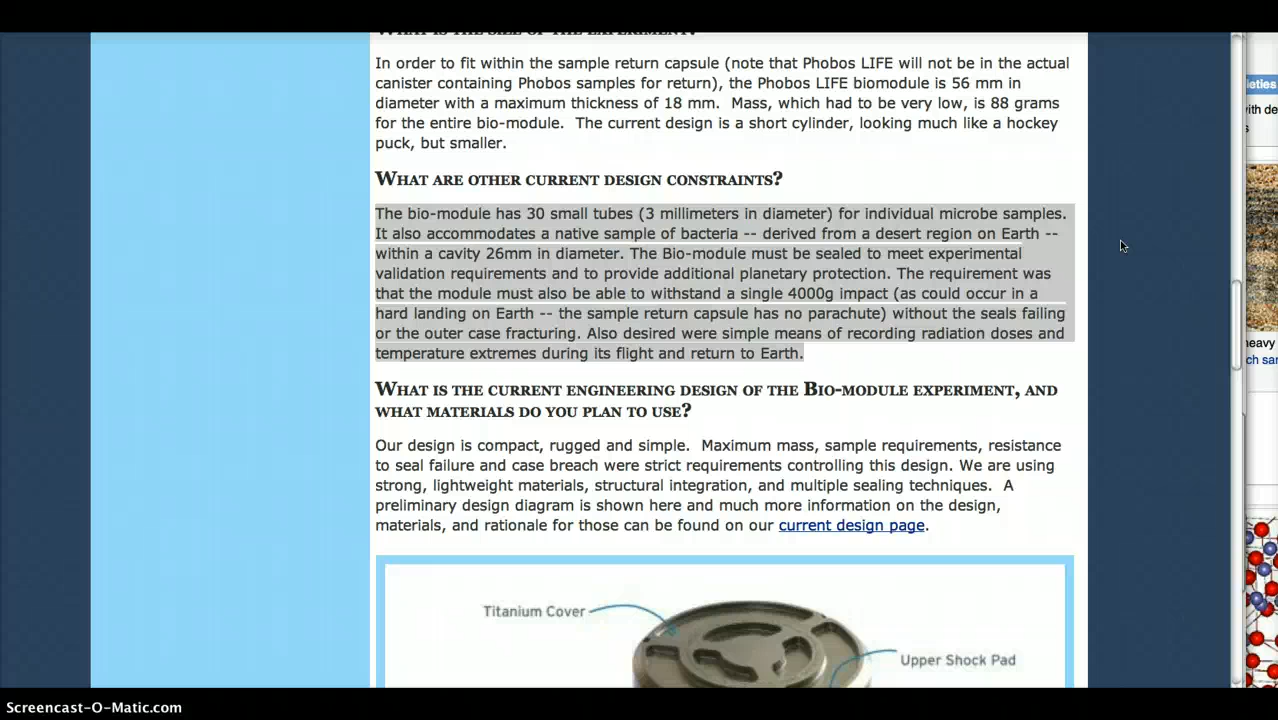 WHAT IS THE SIZE OF THE EXPERIMENT?
In order to fit within the sample return capsule (note that Phobos LIFE will not be in the actual
canister containing Phobos samples for return), the Phobos LIFE biomodule is 56 mm in
diameter with a maximum thickness of 18 mm.  Mass, which had to be very low, is 88 grams
for the entire bio-module.  The current design is a short cylinder, looking much like a hockey
puck, but smaller.
WHAT ARE OTHER CURRENT DESIGN CONSTRAINTS?
The bio-module has 30 small tubes (3 millimeters in diameter) for individual microbe samples.
It also accommodates a native sample of bacteria -- derived from a desert region on Earth --
within a cavity 26mm in diameter. The Bio-module must be sealed to meet experimental
validation requirements and to provide additional planetary protection. The requirement was
that the module must also be able to withstand a single 4000g impact (as could occur in a
hard landing on Earth -- the sample return capsule has no parachute) without the seals failing
or the outer case fracturing. Also desired were simple means of recording radiation doses and
temperature extremes during its flight and return to Earth.
WHAT IS THE CURRENT ENGINEERING DESIGN OF THE BIO-MODULE EXPERIMENT, AND
WHAT MATERIALS DO YOU PLAN TO USE?
Our design is compact, rugged and simple.  Maximum mass, sample requirements, resistance
to seal failure and case breach were strict requirements controlling this design. We are using
strong, lightweight materials, structural integration, and multiple sealing techniques.  A
preliminary design diagram is shown here and much more information on the design,
materials, and rationale for those can be found on our current design page.
Titanium Cover
Upper Shock Pad
ieties
with de
s
heavy
ch sar
Screencast-O-Matic.com